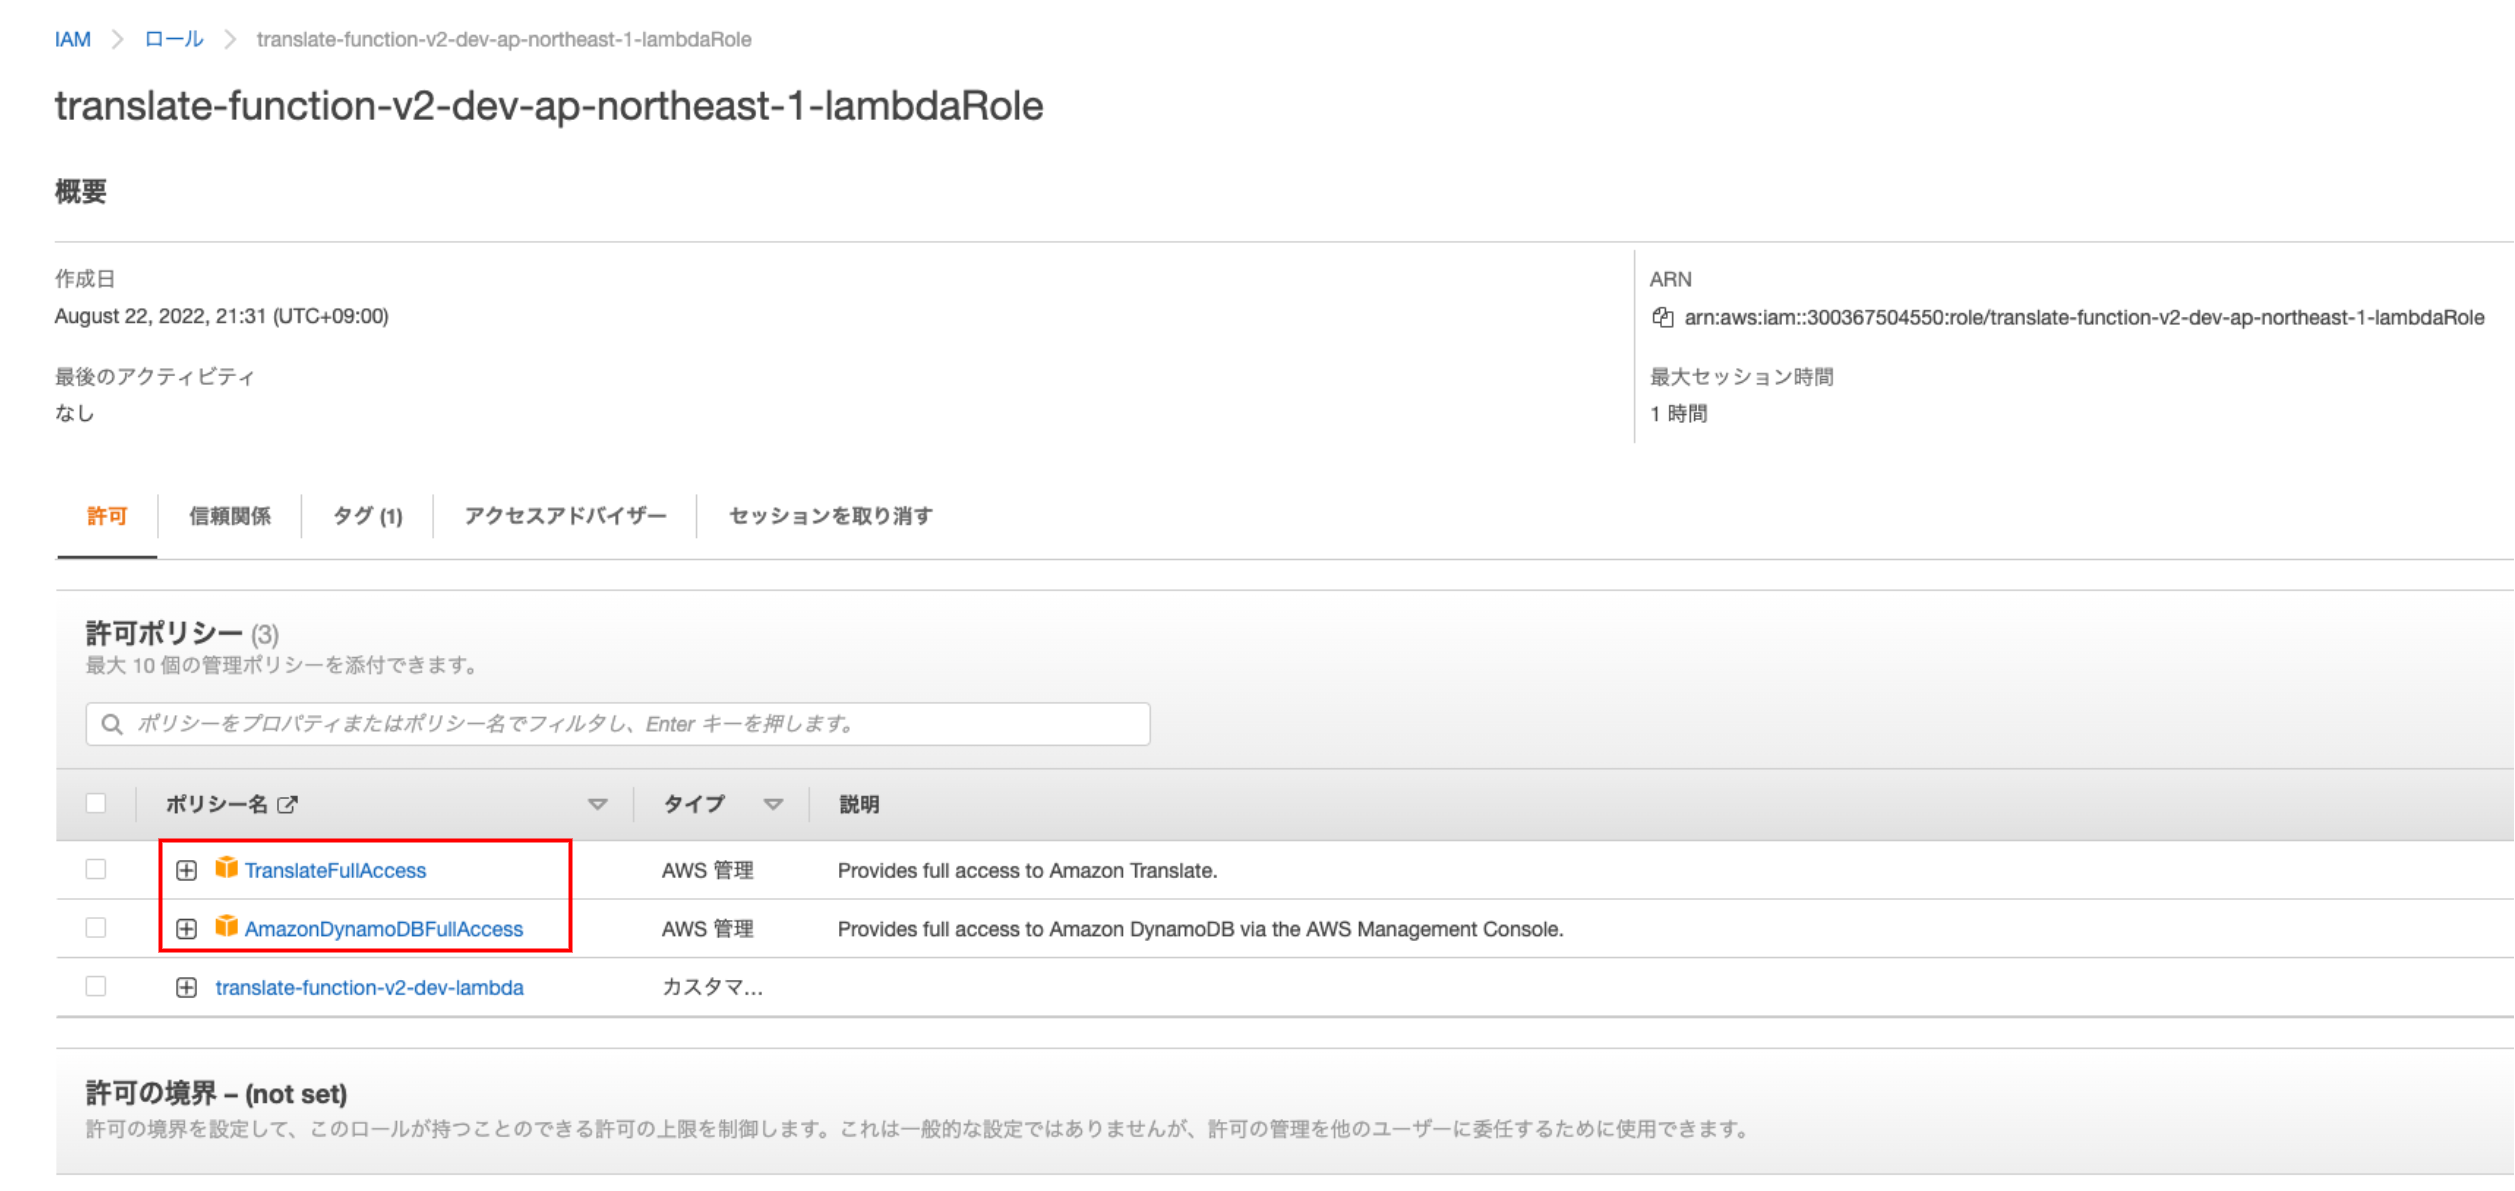 IAM > ロール > translate-function-v2-dev-ap-northeast-1-lambdaRole
translate-function-v2-dev-ap-northeast-1-lambdaRole
概要
作成日
August 22, 2022, 21:31 (UTC+09:00)
ARN
arn:aws:iam::300367504550:role/translate-function-v2-dev-ap-northeast-1-lambdaRole
最後のアクティビティ
なし
最大セッション時間
1 時間
許可 信頼関係 タグ (1) アクセスアドバイザー セッションを取り消す
許可ポリシー (3)
最大 10 個の管理ポリシーを添付できます。
ポリシーをプロパティまたはポリシー名でフィルタし、Enter キーを押します。
ポリシー名 タイプ 説明
TranslateFullAccess AWS 管理 Provides full access to Amazon Translate.
AmazonDynamoDBFullAccess AWS 管理 Provides full access to Amazon DynamoDB via the AWS Management Console.
translate-function-v2-dev-lambda カスタマ...
許可の境界 – (not set)
許可の境界を設定して、このロールが持つことのできる許可の上限を制御します。これは一般的な設定ではありませんが、許可の管理を他のユーザーに委任するために使用できます。